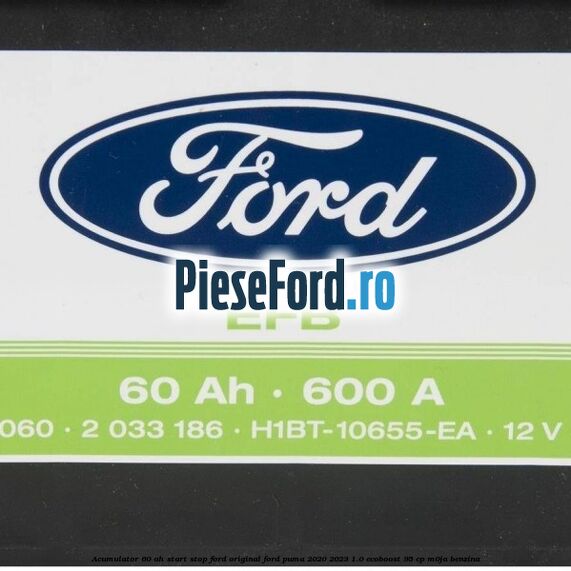 Ford
PieseFord.ro
EFB
60 Ah · 600 A
060 · 2 033 186 · H1BT-10655-EA · 12 V
Acumulator 60 ah start stop ford original ford puma 2020 2023 1.0 ecoboost 95 cp m0ja benzina